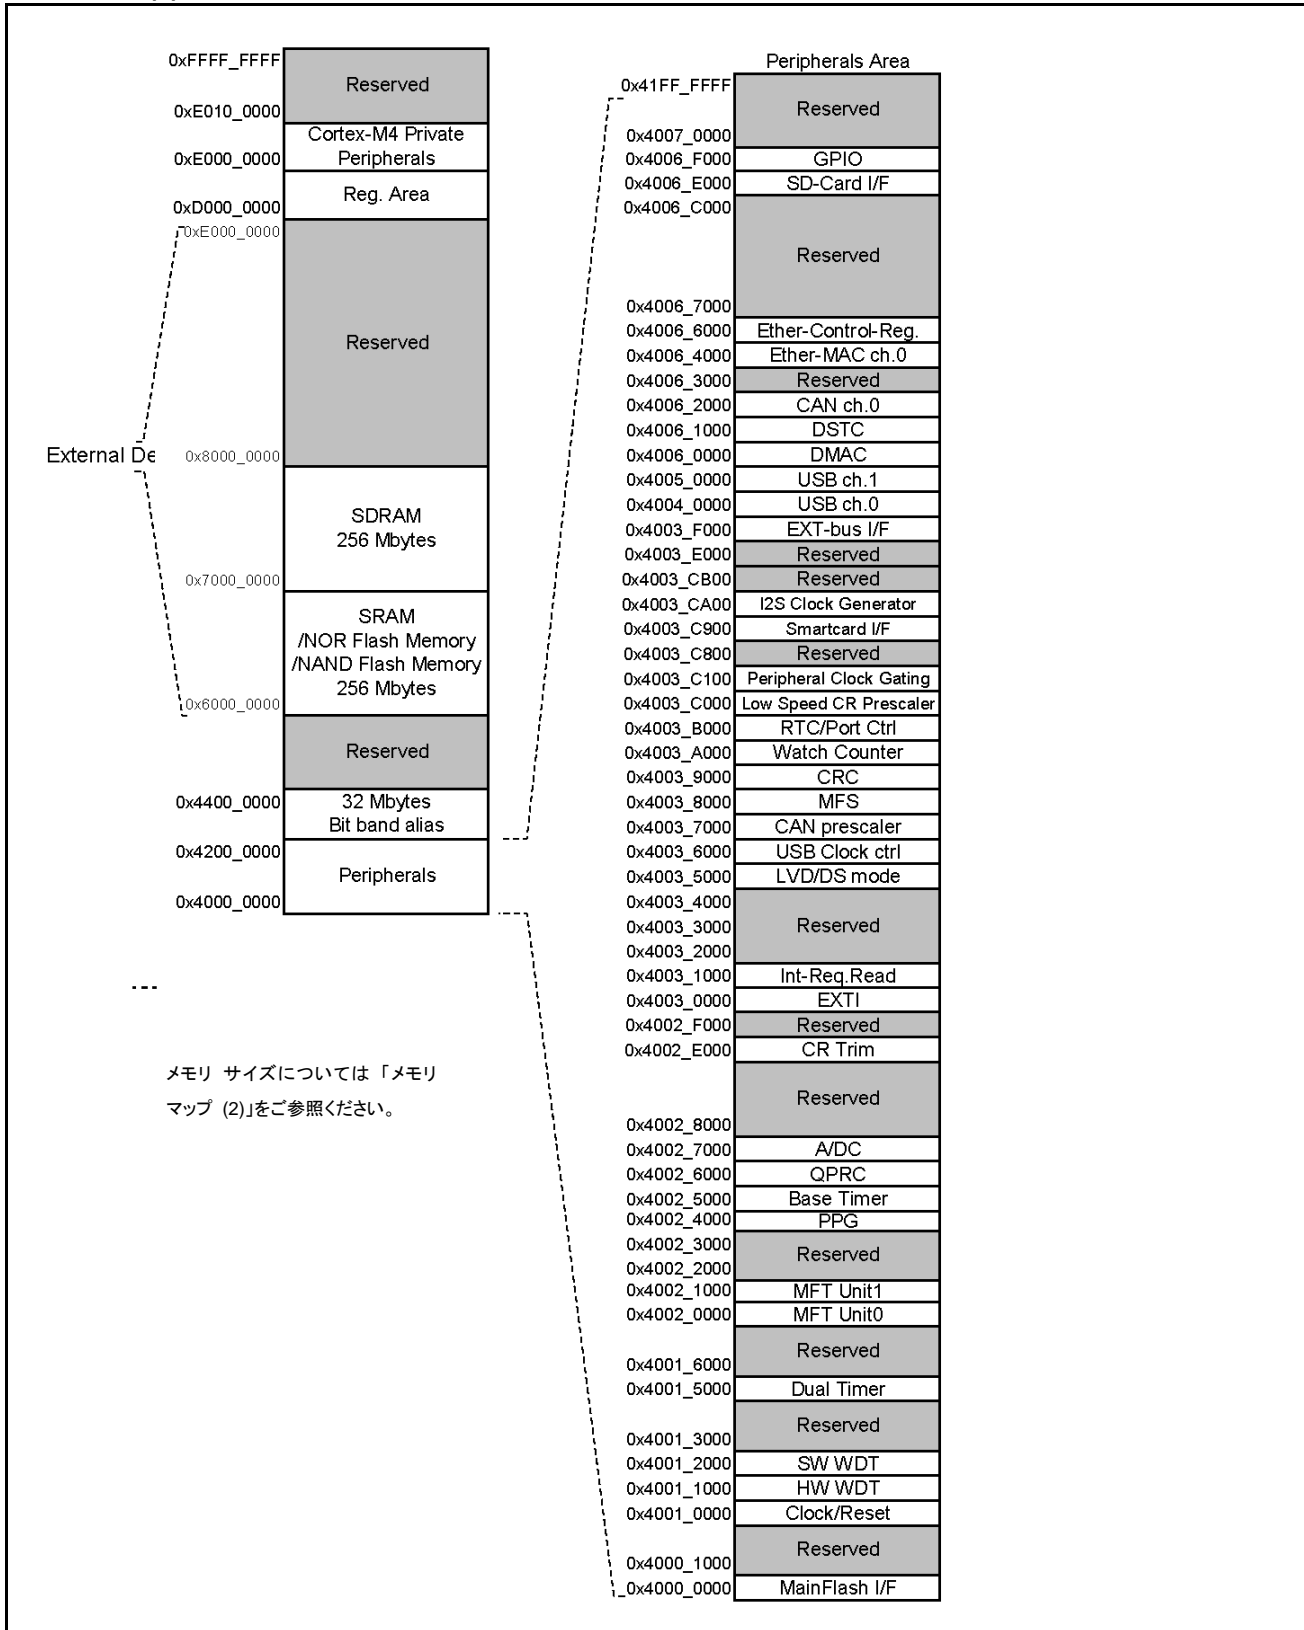 0xFFFF_FFFF
Reserved
0xE010_0000
Cortex-M4 Private
Peripherals
0xE000_0000
Reg. Area
0xD000_0000
0xE000_0000
Reserved
External De
0x8000_0000
SDRAM
256 Mbytes
0x7000_0000
SRAM
/NOR Flash Memory
/NAND Flash Memory
256 Mbytes
0x6000_0000
Reserved
0x4400_0000
32 Mbytes
Bit band alias
0x4200_0000
Peripherals
0x4000_0000
メモリ サイズについては「メモリ
マップ (2)」をご参照ください。
Peripherals Area
0x41FF_FFFF
Reserved
0x4007_0000
0x4006_F000 GPIO
0x4006_E000 SD-Card I/F
0x4006_C000
Reserved
0x4006_7000
0x4006_6000 Ether-Control-Reg.
0x4006_4000 Ether-MAC ch.0
0x4006_3000 Reserved
0x4006_2000 CAN ch.0
0x4006_1000 DSTC
0x4006_0000 DMAC
0x4005_0000 USB ch.1
0x4004_0000 USB ch.0
0x4003_F000 EXT-bus I/F
0x4003_E000 Reserved
0x4003_CB00 Reserved
0x4003_CA00 I2S Clock Generator
0x4003_C900 Smartcard I/F
0x4003_C800 Reserved
0x4003_C100 Peripheral Clock Gating
0x4003_C000 Low Speed CR Prescaler
0x4003_B000 RTC/Port Ctrl
0x4003_A000 Watch Counter
0x4003_9000 CRC
0x4003_8000 MFS
0x4003_7000 CAN prescaler
0x4003_6000 USB Clock ctrl
0x4003_5000 LVD/DS mode
0x4003_4000
0x4003_3000 Reserved
0x4003_2000
0x4003_1000 Int-Req.Read
0x4003_0000 EXTI
0x4002_F000 Reserved
0x4002_E000 CR Trim
Reserved
0x4002_8000
0x4002_7000 A/DC
0x4002_6000 QPRC
0x4002_5000 Base Timer
0x4002_4000 PPG
0x4002_3000
Reserved
0x4002_2000
0x4002_1000 MFT Unit1
0x4002_0000 MFT Unit0
Reserved
0x4001_6000
0x4001_5000 Dual Timer
Reserved
0x4001_3000
0x4001_2000 SW WDT
0x4001_1000 HW WDT
0x4001_0000 Clock/Reset
Reserved
0x4000_1000
0x4000_0000 MainFlash I/F